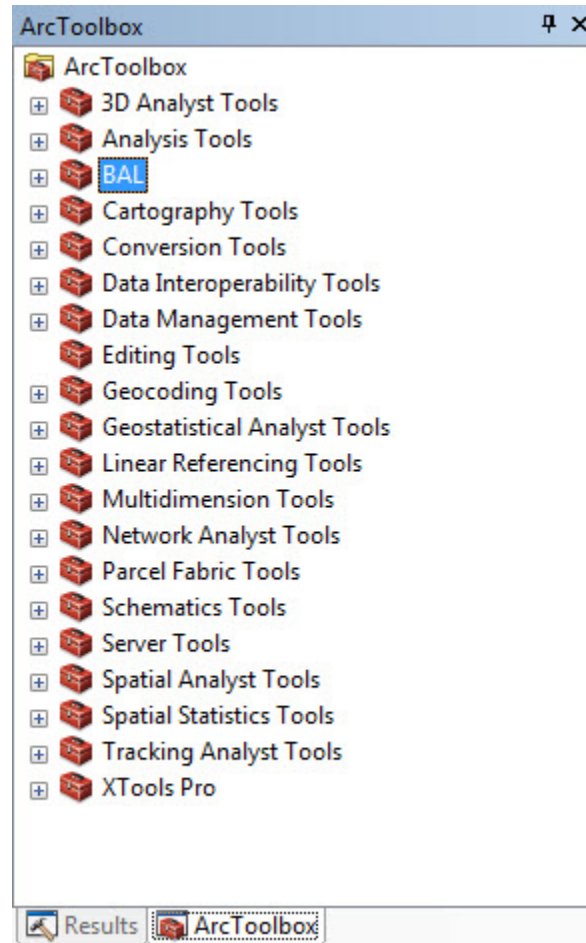 ArcToolbox
ArcToolbox
3D Analyst Tools
Analysis Tools
BAL
Cartography Tools
Conversion Tools
Data Interoperability Tools
Data Management Tools
Editing Tools
Geocoding Tools
Geostatistical Analyst Tools
Linear Referencing Tools
Multidimension Tools
Network Analyst Tools
Parcel Fabric Tools
Schematics Tools
Server Tools
Spatial Analyst Tools
Spatial Statistics Tools
Tracking Analyst Tools
XTools Pro
Results ArcToolbox